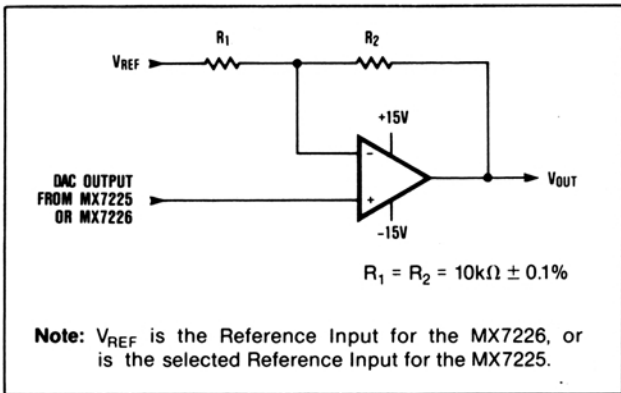 R1
R2
VREF
+15V
-
DAC OUTPUT
FROM MX7225
OR MX7226
+
VOUT
-15V
R1 = R2 = 10kΩ ± 0.1%
Note: VREF is the Reference Input for the MX7226, or
is the selected Reference Input for the MX7225.